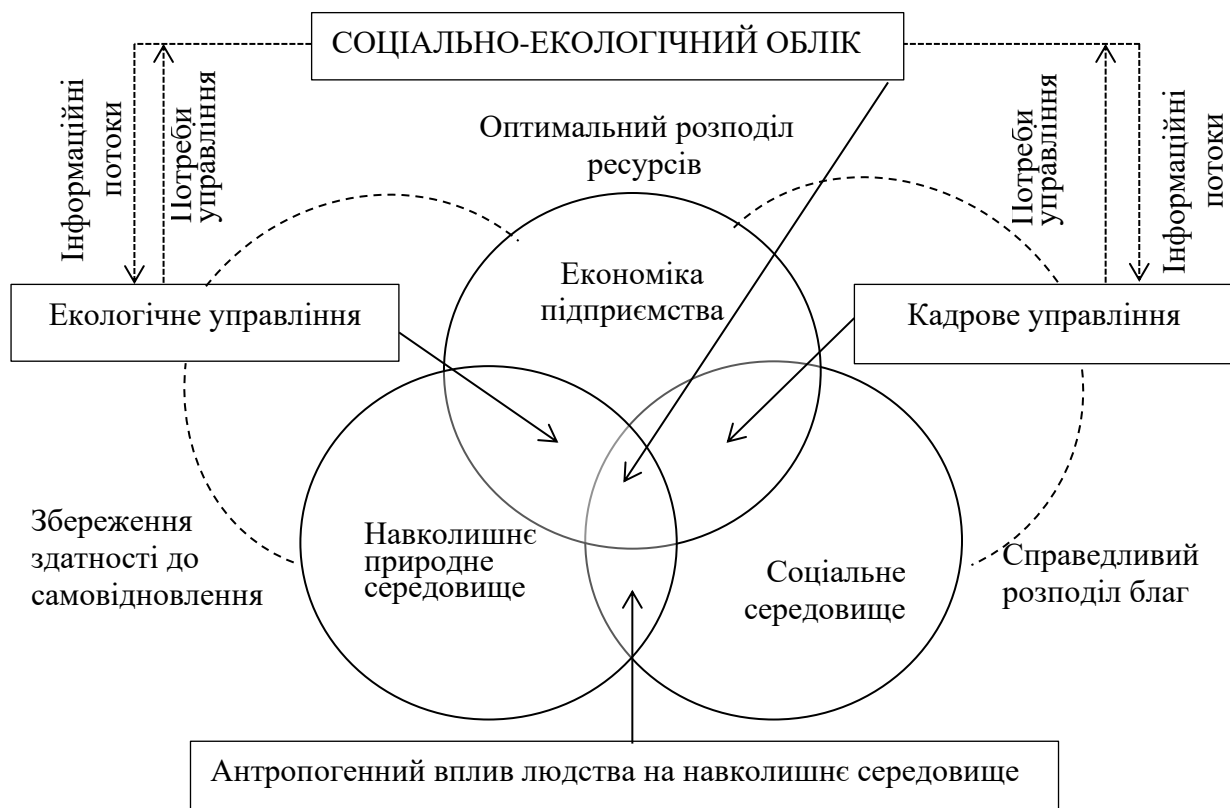 СОЦІАЛЬНО-ЕКОЛОГІЧНИЙ ОБЛІК
Інформаційні
потоки
Потреби
управління
Оптимальний розподіл
ресурсів
Потреби
управління
Інформаційні
потоки
Економіка
підприємства
Екологічне управління
Кадрове управління
Збереження
здатності до
самовідновлення
Навколишнє
природне
середовище
Соціальне
середовище
Справедливий
розподіл благ
Антропогенний вплив людства на навколишнє середовище